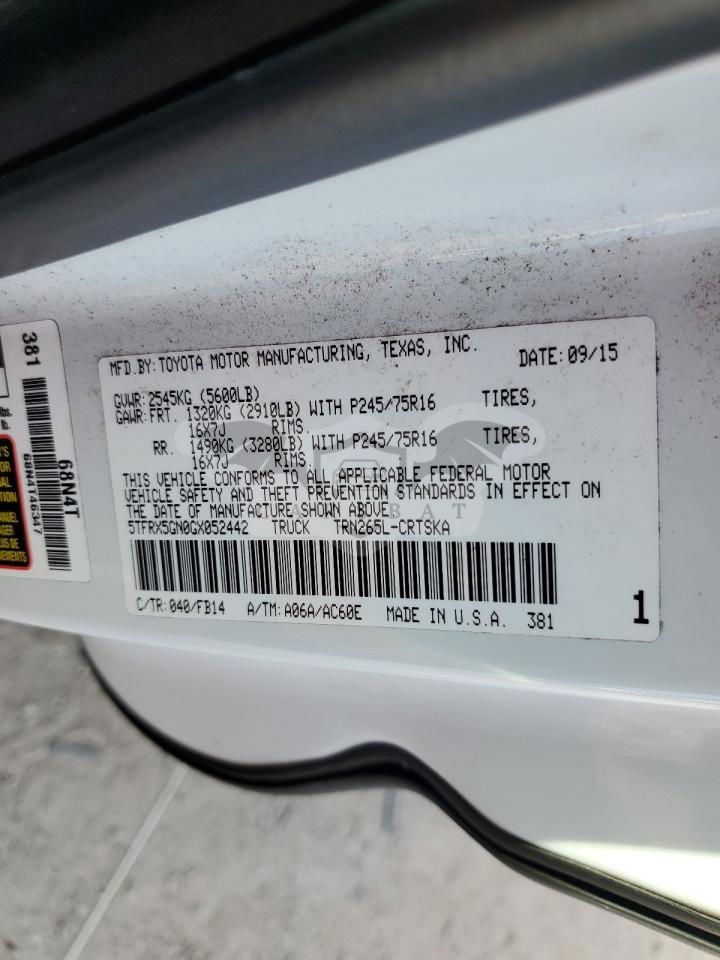 MFD.BY:TOYOTA MOTOR MANUFACTURING, TEXAS, INC. DATE:09/15
GVWR:2545KG (5600LB)
GAWR:FRT 1320KG (2910LB) WITH P245/75R16 TIRES,
16X7J RIMS.
RR. 1490KG (3280LB) WITH P245/75R16 TIRES,
16X7J RIMS.
THIS VEHICLE CONFORMS TO ALL APPLICABLE FEDERAL MOTOR
VEHICLE SAFETY AND THEFT PREVENTION STANDARDS IN EFFECT ON
THE DATE OF MANUFACTURE SHOWN ABOVE.
5TFRX5GN0GX052442 TRUCK TRN265L-CRTSKA
C/TR:040/FB14 A/TM:A06A/AC60E MADE IN U.S.A. 381
1
381
68N4T
68N4T46347